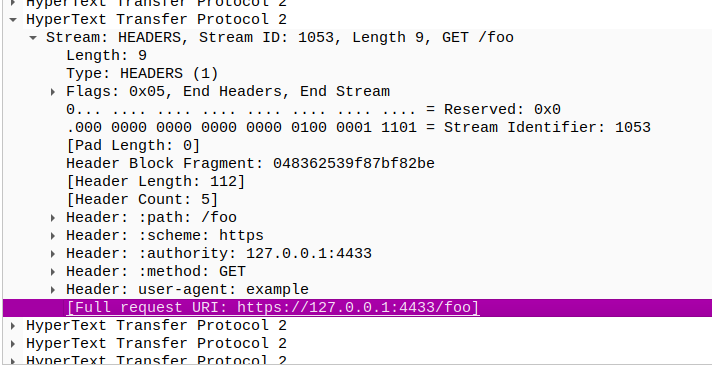 HyperText Transfer Protocol 2
HyperText Transfer Protocol 2
Stream: HEADERS, Stream ID: 1053, Length 9, GET /foo
Length: 9
Type: HEADERS (1)
Flags: 0x05, End Headers, End Stream
0... .... .... .... .... .... .... .... = Reserved: 0x0
.000 0000 0000 0000 0000 0100 0001 1101 = Stream Identifier: 1053
[Pad Length: 0]
Header Block Fragment: 048362539f87bf82be
[Header Length: 112]
[Header Count: 5]
Header: :path: /foo
Header: :scheme: https
Header: :authority: 127.0.0.1:4433
Header: :method: GET
Header: user-agent: example
[Full request URI: https://127.0.0.1:4433/foo]
HyperText Transfer Protocol 2
HyperText Transfer Protocol 2
HyperText Transfer Protocol 2